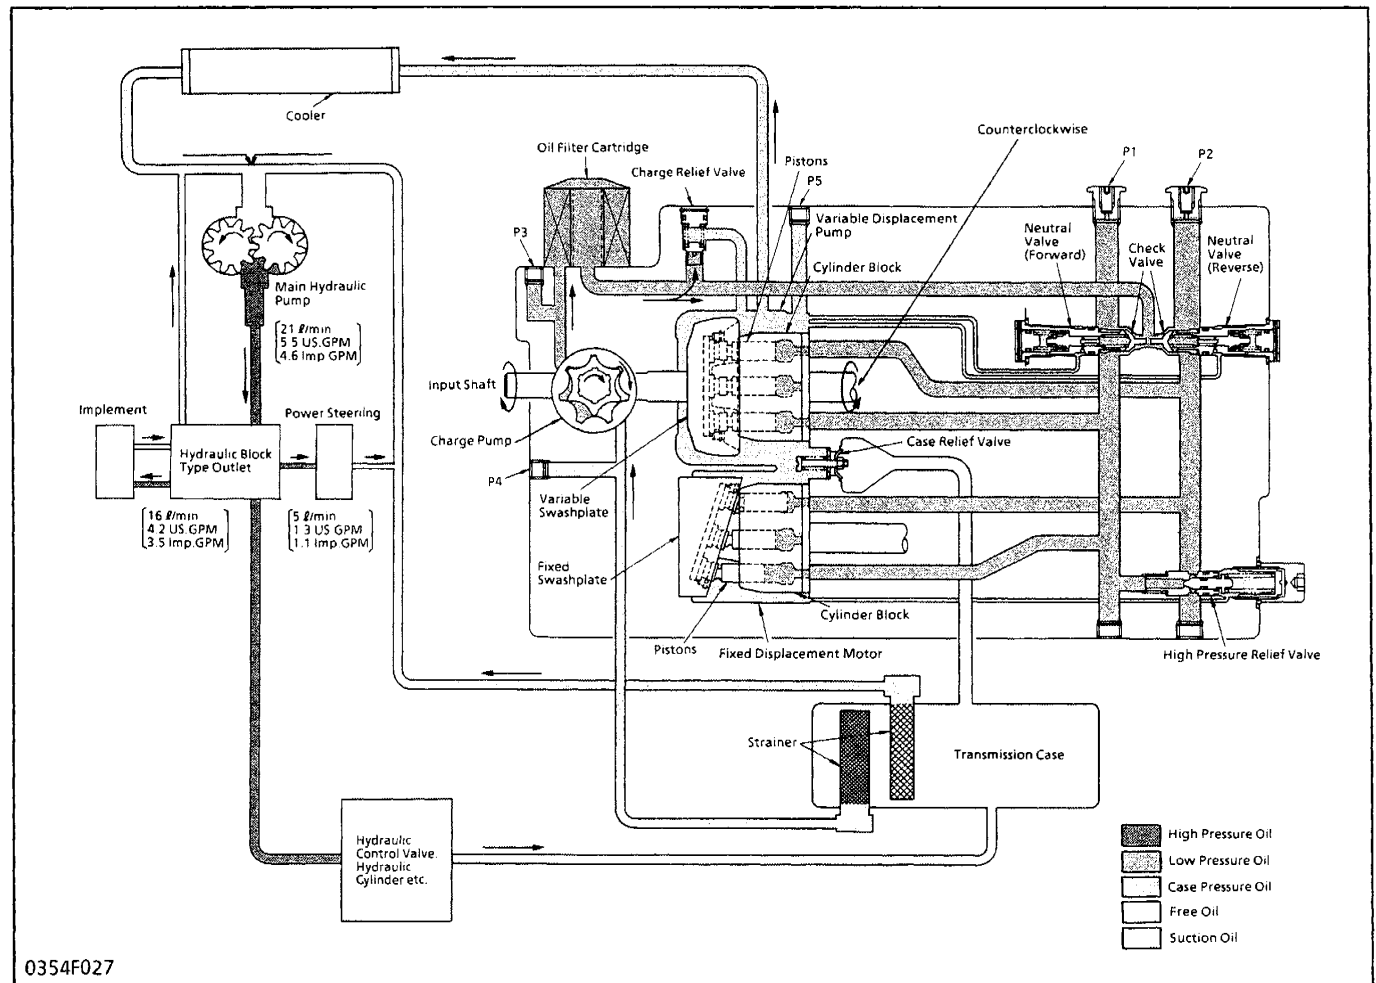 Cooler
Counterclockwise
Oil Filter Cartridge
Charge Relief Valve
Pistons
P5
P1
P2
P3
Variable Displacement
Pump
Cylinder Block
Neutral
Valve
(Forward)
Check
Valve
Neutral
Valve
(Reverse)
Main Hydraulic
Pump
21 ℓ/min
5 5 US.GPM
4.6 Imp GPM
Input Shaft
Implement
Power Steering
Charge Pump
Hydraulic Block
Type Outlet
Case Relief Valve
P4
Variable
Swashplate
16 ℓ/min
4.2 US.GPM
3.5 Imp.GPM
5 ℓ/min
1 3 US GPM
1.1 Imp GPM
Fixed
Swashplate
Cylinder Block
Pistons
Fixed Displacement Motor
High Pressure Relief Valve
Strainer
Transmission Case
Hydraulic
Control Valve.
Hydraulic
Cylinder etc.
High Pressure Oil
Low Pressure Oil
Case Pressure Oil
Free Oil
Suction Oil
0354F027